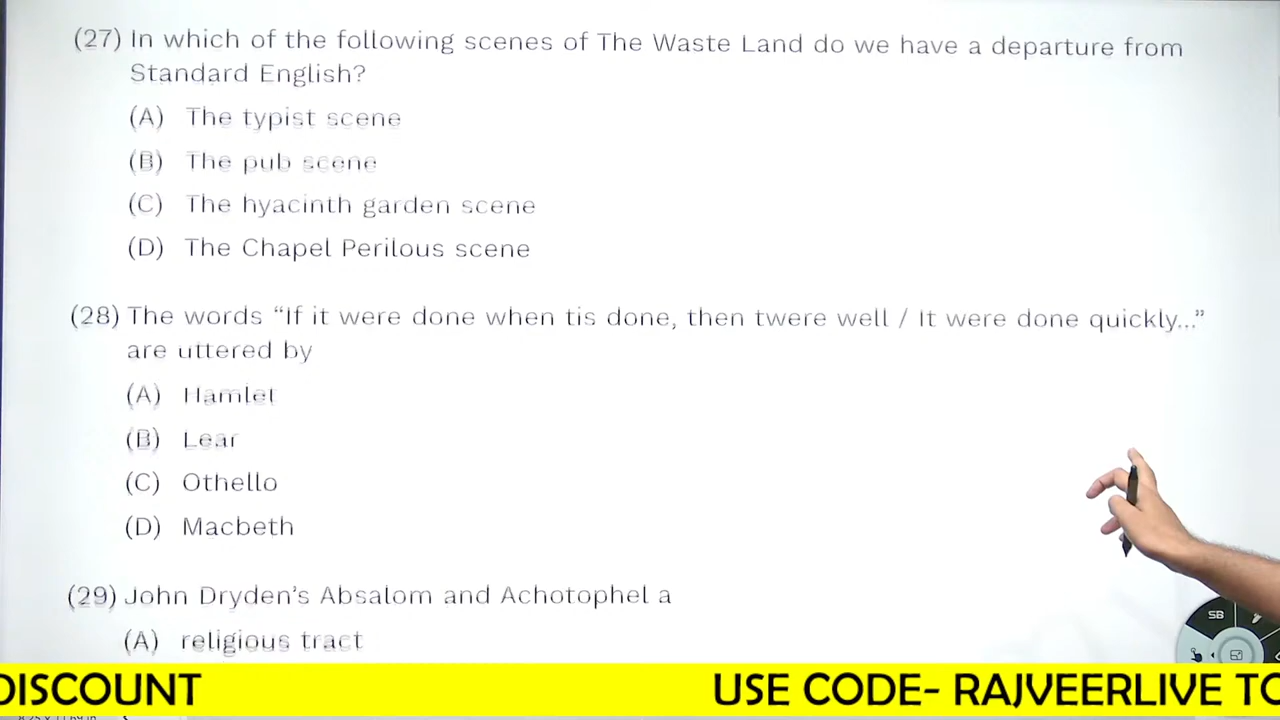 (27) In which of the following scenes of The Waste Land do we have a departure from
Standard English?
(A) The typist scene
(B) The pub scene
(C) The hyacinth garden scene
(D) The Chapel Perilous scene
(28) The words “If it were done when tis done, then twere well / It were done quickly...”
are uttered by
(A) Hamlet
(B) Lear
(C) Othello
(D) Macbeth
(29) John Dryden’s Absalom and Achotophel a
(A) religious tract
SB
DISCOUNT USE CODE- RAJVEERLIVE TO